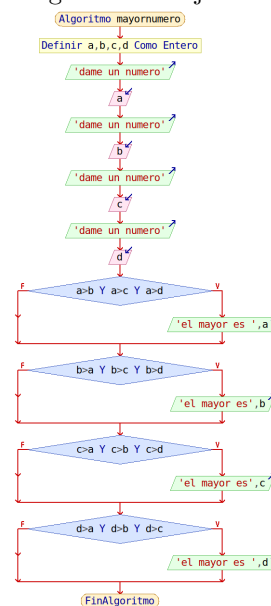 Algoritmo mayornumero
Definir a,b,c,d Como Entero
'dame un numero'
a
'dame un numero'
b
'dame un numero'
c
'dame un numero'
d
F a>b Y a>c Y a>d V
'el mayor es ',a
F b>a Y b>c Y b>d V
'el mayor es',b
F c>a Y c>b Y c>d V
'el mayor es',c
F d>a Y d>b Y d>c V
'el mayor es ',d
FinAlgoritmo